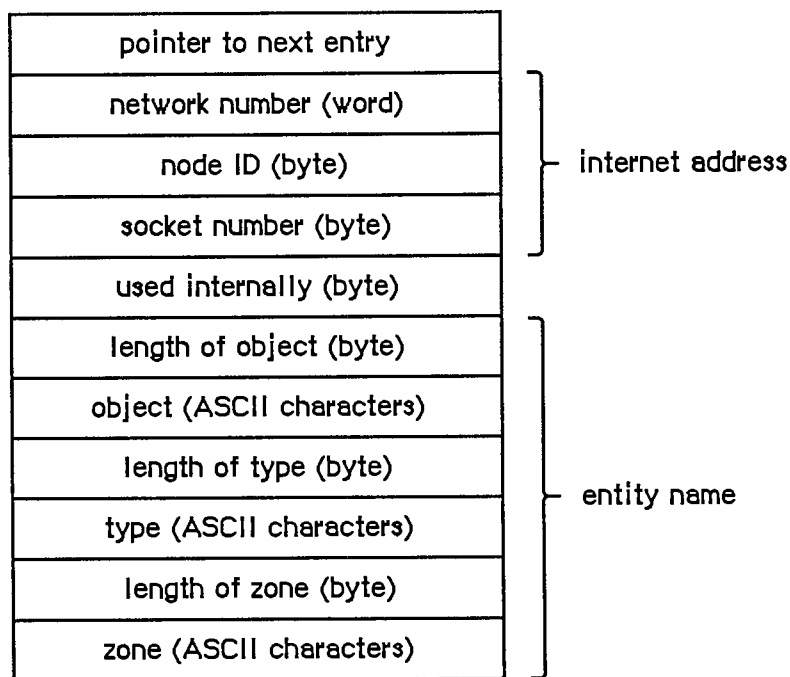 pointer to next entry
network number (word)
node ID (byte)
internet address
socket number (byte)
used internally (byte)
length of object (byte)
object (ASCII characters)
length of type (byte)
entity name
type (ASCII characters)
length of zone (byte)
zone (ASCII characters)